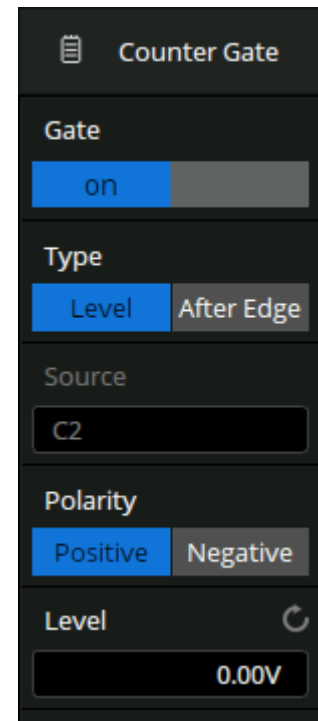 Counter Gate
Gate
on
Type
Level After Edge
Source
C2
Polarity
Positive Negative
Level
0.00V